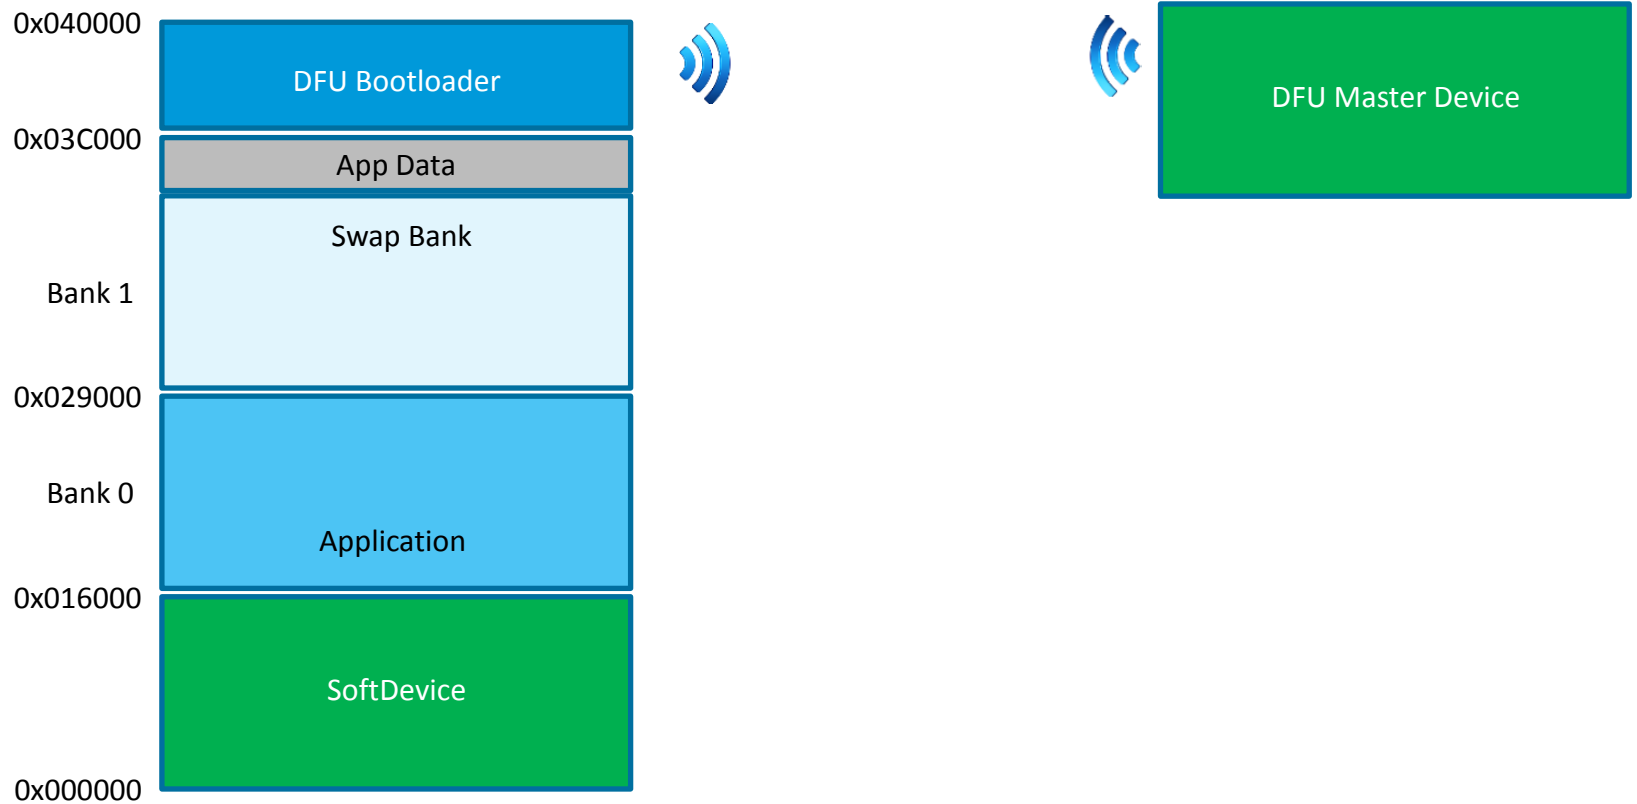 0x040000
DFU Bootloader
DFU Master Device
0x03C000
App Data
Swap Bank
Bank 1
0x029000
Bank 0
Application
0x016000
SoftDevice
0x000000